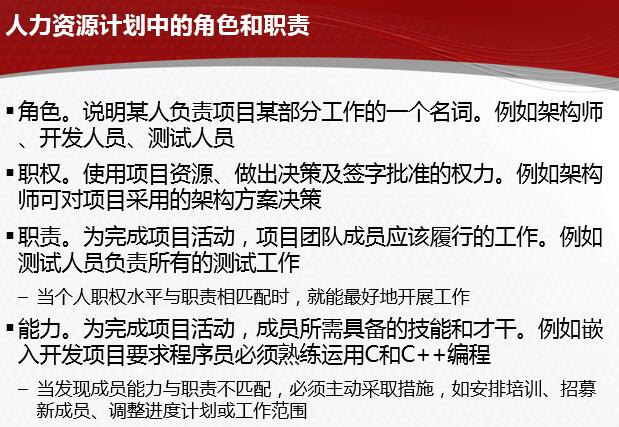 人力资源计划中的角色和职责
▪角色。说明某人负责项目某部分工作的一个名词。例如架构师
、开发人员、测试人员
▪职权。使用项目资源、做出决策及签字批准的权力。例如架构
师可对项目采用的架构方案决策
▪职责。为完成项目活动，项目团队成员应该履行的工作。例如
测试人员负责所有的测试工作
– 当个人职权水平与职责相匹配时，就能最好地开展工作
▪能力。为完成项目活动，成员所需具备的技能和才干。例如嵌
入开发项目要求程序员必须熟练运用C和C++编程
– 当发现成员能力与职责不匹配，必须主动采取措施，如安排培训、招募
新成员、调整进度计划或工作范围